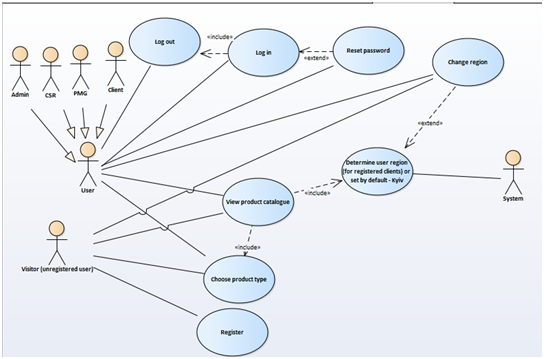 Log out
«include»
Log in
Reset password
«extend»
Change region
Admin
CSR
PMG
Client
«extend»
User
Determine user region
(for registered clients) or
set by default - Kyiv
System
View product catalogue
«include»
«include»
Visitor (unregistered user)
Choose product type
Register